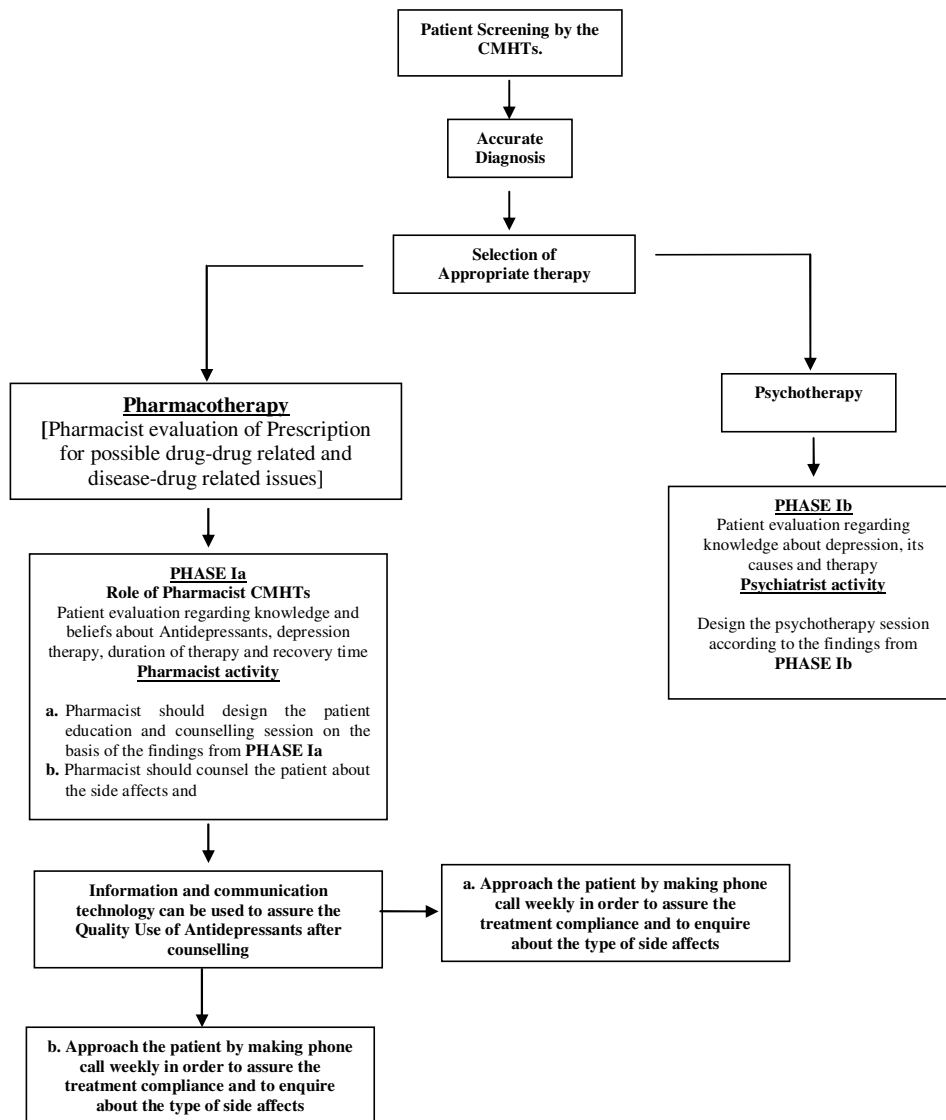 Patient Screening by the
CMHTs.
Accurate
Diagnosis
Selection of
Appropriate therapy
Pharmacotherapy
[Pharmacist evaluation of Prescription
for possible drug-drug related and
disease-drug related issues]
Psychotherapy
PHASE Ia
Role of Pharmacist CMHTs
Patient evaluation regarding knowledge and
beliefs about Antidepressants, depression
therapy, duration of therapy and recovery time
Pharmacist activity
a. Pharmacist should design the patient
education and counselling session on the
basis of the findings from PHASE Ia
b. Pharmacist should counsel the patient about
the side affects and
PHASE Ib
Patient evaluation regarding
knowledge about depression, its
causes and therapy
Psychiatrist activity
Design the psychotherapy session
according to the findings from
PHASE Ib
Information and communication
technology can be used to assure the
Quality Use of Antidepressants after
counselling
a. Approach the patient by making phone
call weekly in order to assure the
treatment compliance and to enquire
about the type of side affects
b. Approach the patient by making phone
call weekly in order to assure the
treatment compliance and to enquire
about the type of side affects